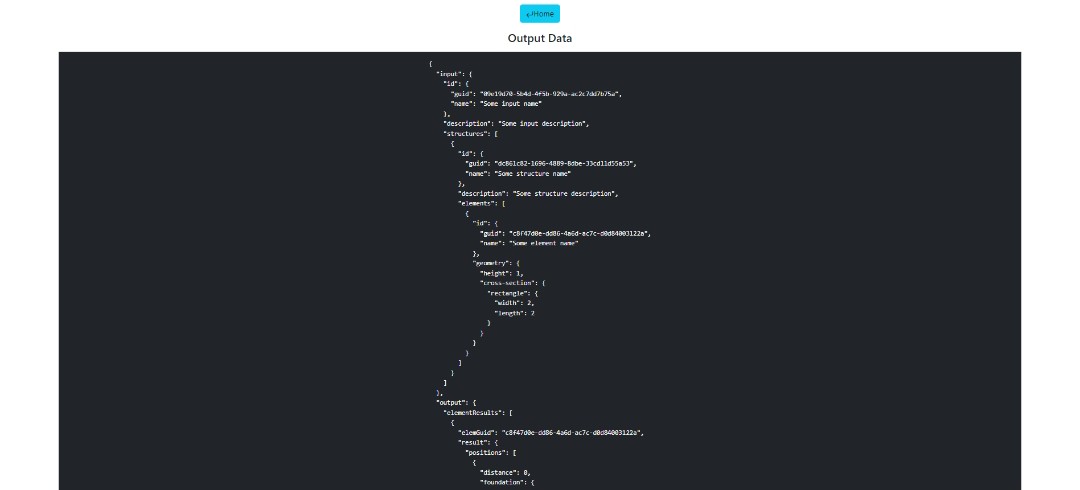 ↵Home
Output Data
{
"input": {
"id": {
"guid": "09e19d70-5b4d-4f5b-929a-ac2c7dd7b75a",
"name": "Some input name"
},
"description": "Some input description",
"structures": [
{
"id": {
"guid": "dc861c82-1696-4889-8dbe-33cd11d55a53",
"name": "Some structure name"
},
"description": "Some structure description",
"elements": [
{
"id": {
"guid": "c8f47d0e-dd86-4a6d-ac7c-d0d84003122a",
"name": "Some element name"
},
"geometry": {
"height": 1,
"cross-section": {
"rectangle": {
"width": 2,
"length": 2
}
}
}
}
]
}
]
},
"output": {
"elementResults": [
{
"elemGuid": "c8f47d0e-dd86-4a6d-ac7c-d0d84003122a",
"result": {
"positions": [
{
"distance": 0,
"foundation": {